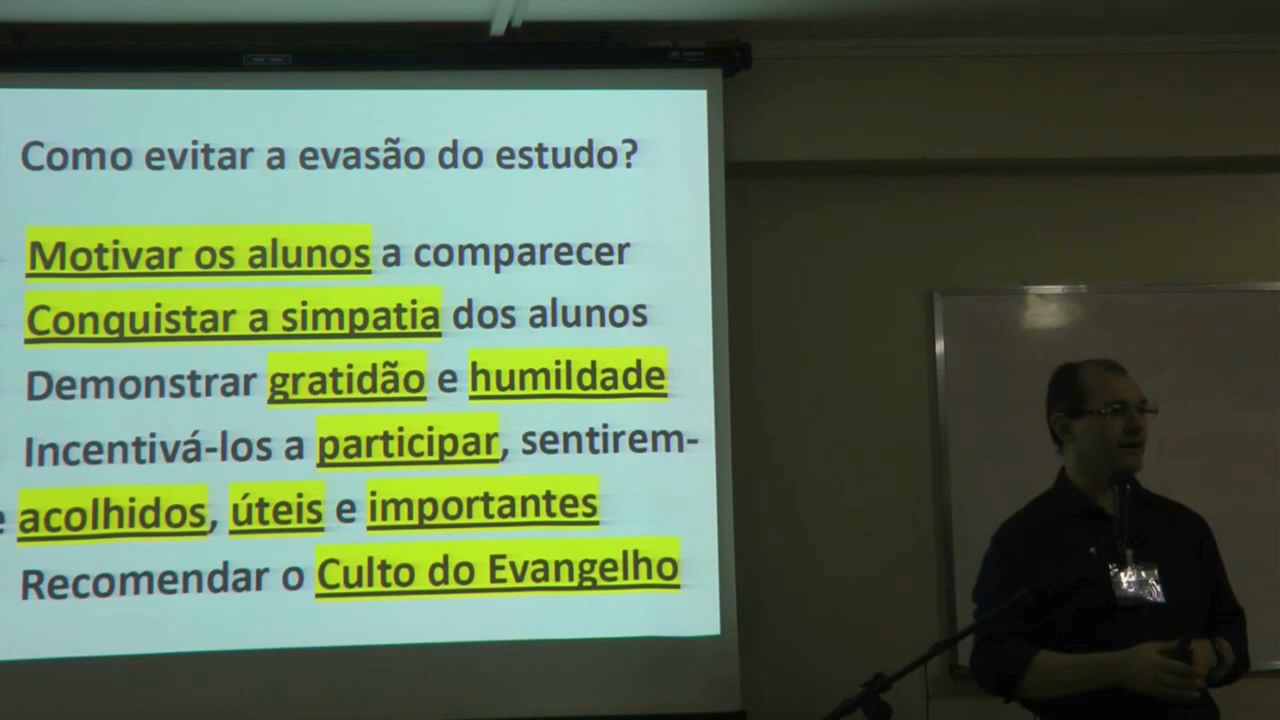 Como evitar a evasão do estudo?
Motivar os alunos a comparecer
Conquistar a simpatia dos alunos
Demonstrar gratidão e humildade
Incentivá-los a participar, sentirem-
e acolhidos, úteis e importantes
Recomendar o Culto do Evangelho